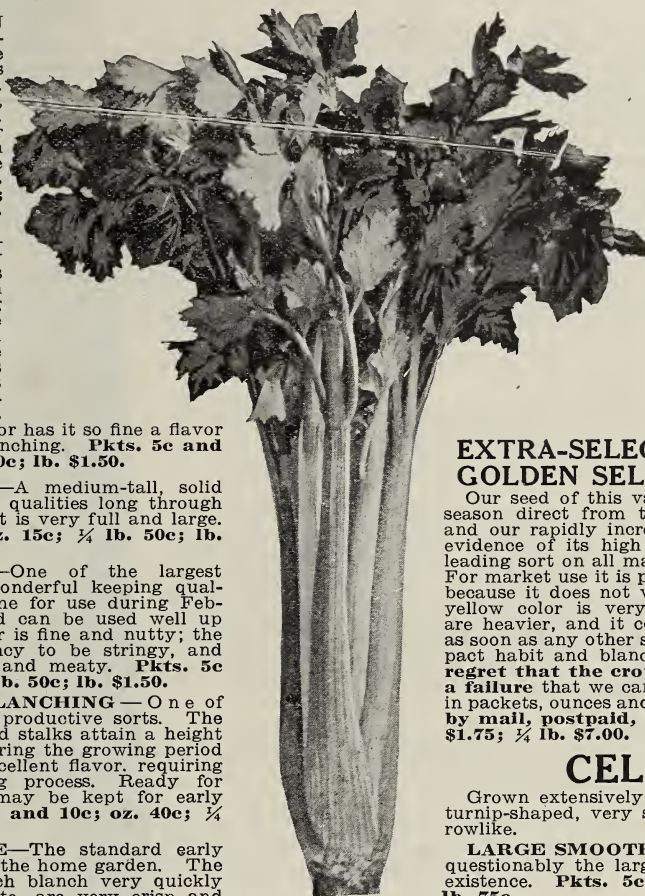 or has it so fine a flavor
nching. Pkts. 5c and
0c; lb. $1.50.
—A medium-tall, solid
qualities long through
t is very full and large.
z. 15c; ¼ lb. 50c; lb.
—One of the largest
onderful keeping qual-
ne for use during Feb-
d can be used well up
r is fine and nutty; the
ncy to be stringy, and
and meaty. Pkts. 5c
b. 50c; lb. $1.50.
LANCHING—One of
productive sorts. The
d stalks attain a height
ring the growing period
cellent flavor. requiring
g process. Ready for
may be kept for early
and 10c; oz. 40c; ¼
E—The standard early
the home garden. The
ch blanch very quickly
are very crisp and
EXTRA-SELEC
GOLDEN SEL
Our seed of this va
season direct from t
and our rapidly incre
evidence of its high
leading sort on all ma
For market use it is p
because it does not v
yellow color is very
are heavier, and it co
as soon as any other s
pact habit and blanc
regret that the crop
a failure that we can
in packets, ounces and
by mail, postpaid,
$1.75; ¼ lb. $7.00.
CEL
Grown extensively
turnip-shaped, very s
rowlike.
LARGE SMOOTH
questionably the larg
existence. Pkts. 5c
lb. 75c